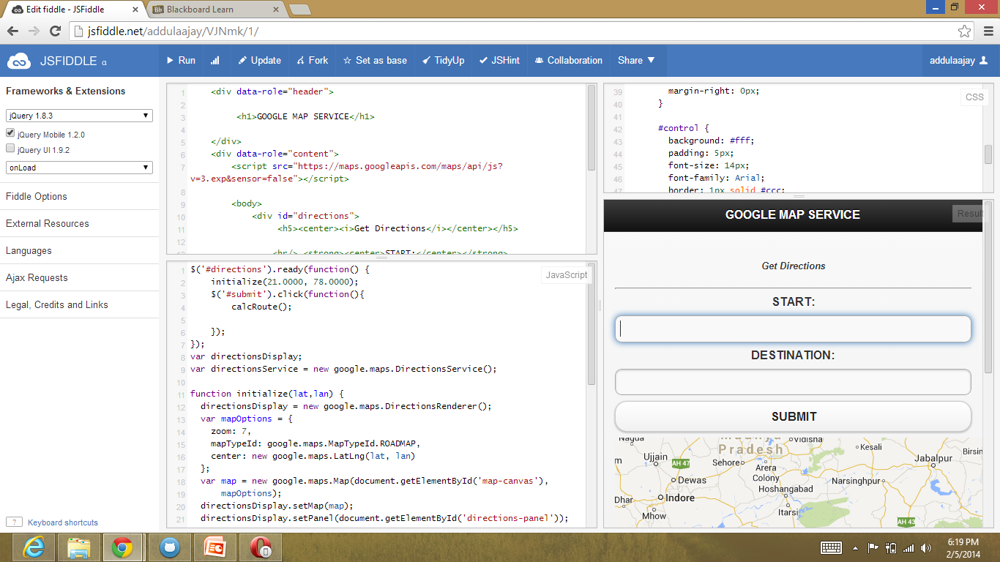 Edit fiddle - JSFiddle
Bb Blackboard Learn
jsfiddle.net/addulaajay/VJNmk/1/
JSFIDDLE α
Run
Update
Fork
Set as base
TidyUp
JSHint
Collaboration
Share
addulaajay
Frameworks & Extensions
jQuery 1.8.3
jQuery Mobile 1.2.0
jQuery UI 1.9.2
onLoad
Fiddle Options
External Resources
Languages
Ajax Requests
Legal, Credits and Links
? Keyboard shortcuts
1 <div data-role="header">
2
3 <h1>GOOGLE MAP SERVICE</h1>
4
5 </div>
6 <div data-role="content">
7 <script src="https://maps.googleapis.com/maps/api/js?
v=3.exp&sensor=false"></script>
8
9 <body>
10 <div id="directions">
11 <h5><center><i>Get Directions</i></center></h5>
12
<hr/> <strong><center>START:</center></strong>
JavaScript
1 $('#directions').ready(function() {
2 initialize(21.0000, 78.0000);
3 $('#submit').click(function(){
4 calcRoute();
5
6 });
7 });
8 var directionsDisplay;
9 var directionsService = new google.maps.DirectionsService();
10
11 function initialize(lat,lan) {
12 directionsDisplay = new google.maps.DirectionsRenderer();
13 var mapOptions = {
14 zoom: 7,
15 mapTypeId: google.maps.MapTypeId.ROADMAP,
16 center: new google.maps.LatLng(lat, lan)
17 };
18 var map = new google.maps.Map(document.getElementById('map-canvas'),
19 mapOptions);
20 directionsDisplay.setMap(map);
21 directionsDisplay.setPanel(document.getElementById('directions-panel'));
CSS
39 margin-right: 0px;
40 }
41
42 #control {
43 background: #fff;
44 padding: 5px;
45 font-size: 14px;
46 font-family: Arial;
47 border: 1px solid #ccc;
GOOGLE MAP SERVICE
Result
Get Directions
START:
DESTINATION:
SUBMIT
Nagda
Madhya
Pradesh
Vidisha
Kesali
Ujjain
AH 47
Sehore
Arera
Colony
Jabalpur
Dewas
Narsinghpur
Hoshangabad
Dhar
Indore
Itarsi
Mhow
AH 43
6:19 PM
2/5/2014